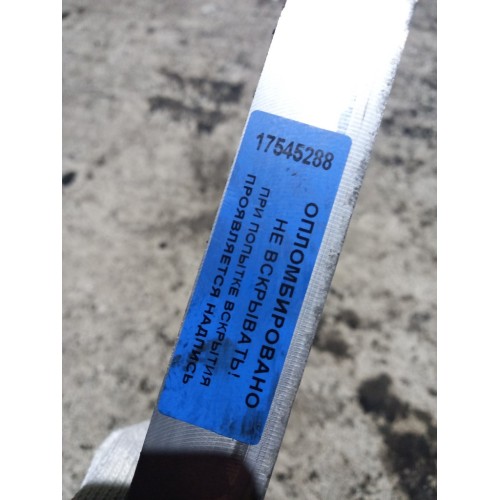 17545288
ОПЛОМБИРОВАНО
НЕ ВСКРЫВАТЬ!
ПРИ ПОПЫТКЕ ВСКРЫТИЯ
ПРОЯВЛЯЕТСЯ НАДПИСЬ